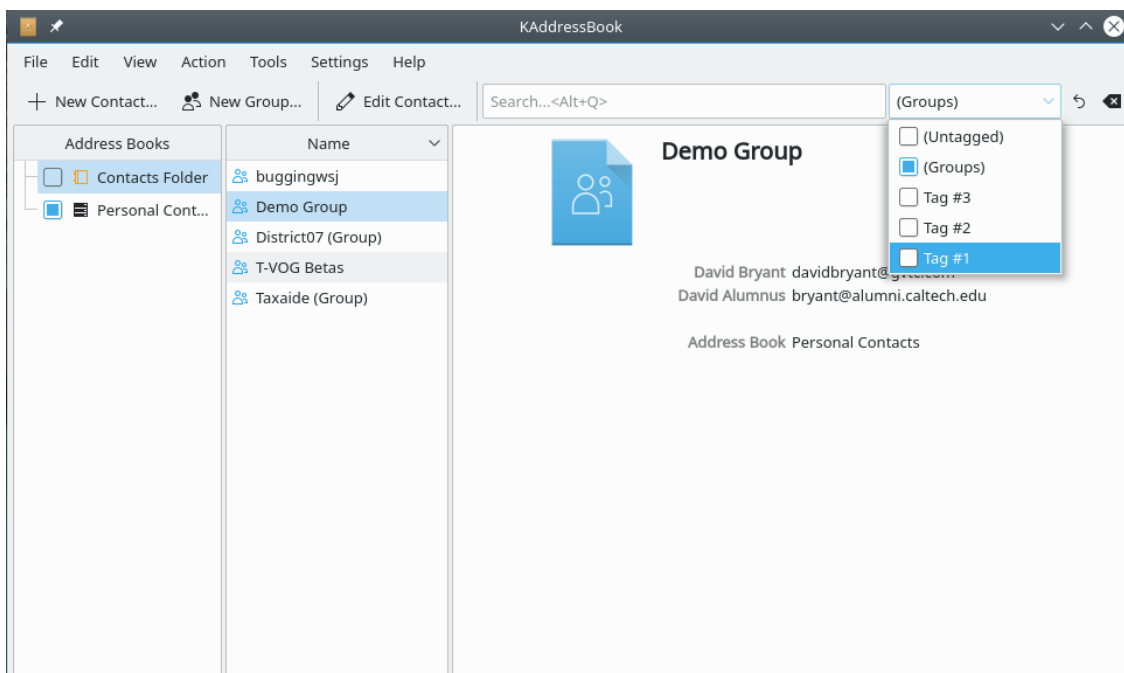 KAddressBook
File Edit View Action Tools Settings Help
New Contact... New Group... Edit Contact... Search...<Alt+Q> (Groups)
Address Books
Contacts Folder
Personal Cont...
Name
buggingwsj
Demo Group
District07 (Group)
T-VOG Betas
Taxaide (Group)
Demo Group
David Bryant davidbryant@
David Alumnus bryant@alumni.caltech.edu
Address Book Personal Contacts
(Untagged)
(Groups)
Tag #3
Tag #2
Tag #1